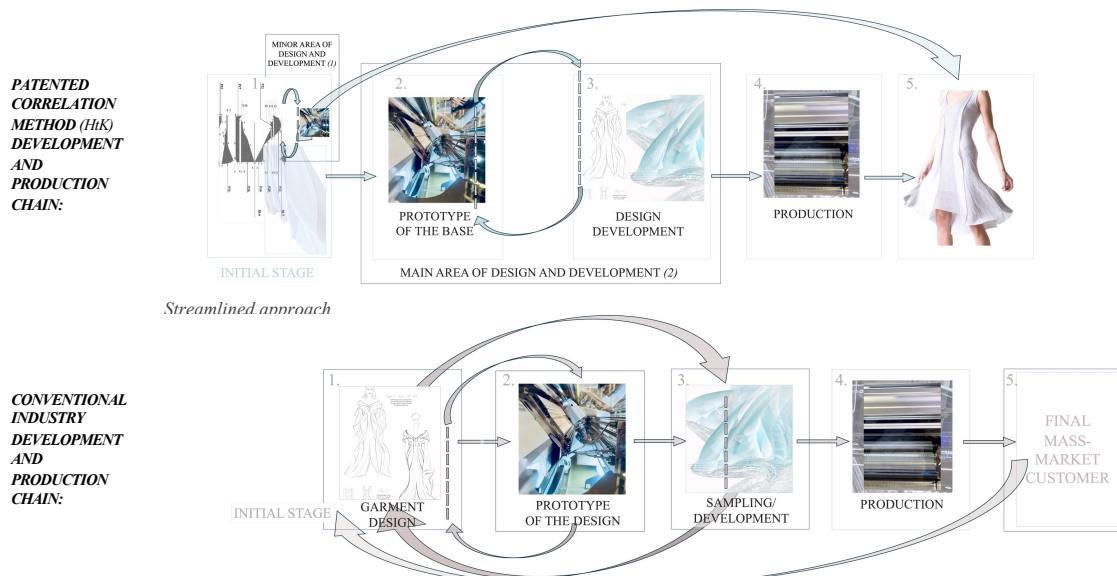 MINOR AREA OF
DESIGN AND
DEVELOPMENT (1)
PATENTED
CORRELATION
METHOD (HtK)
DEVELOPMENT
AND
PRODUCTION
CHAIN:
1.
2.
3.
4.
5.
PROTOTYPE
OF THE BASE
DESIGN
DEVELOPMENT
PRODUCTION
INITIAL STAGE
MAIN AREA OF DESIGN AND DEVELOPMENT (2)
Streamlined approach
CONVENTIONAL
INDUSTRY
DEVELOPMENT
AND
PRODUCTION
CHAIN:
1.
2.
3.
4.
5.
FINAL
MASS-
MARKET
CUSTOMER
INITIAL STAGE
GARMENT
DESIGN
PROTOTYPE
OF THE DESIGN
SAMPLING/
DEVELOPMENT
PRODUCTION